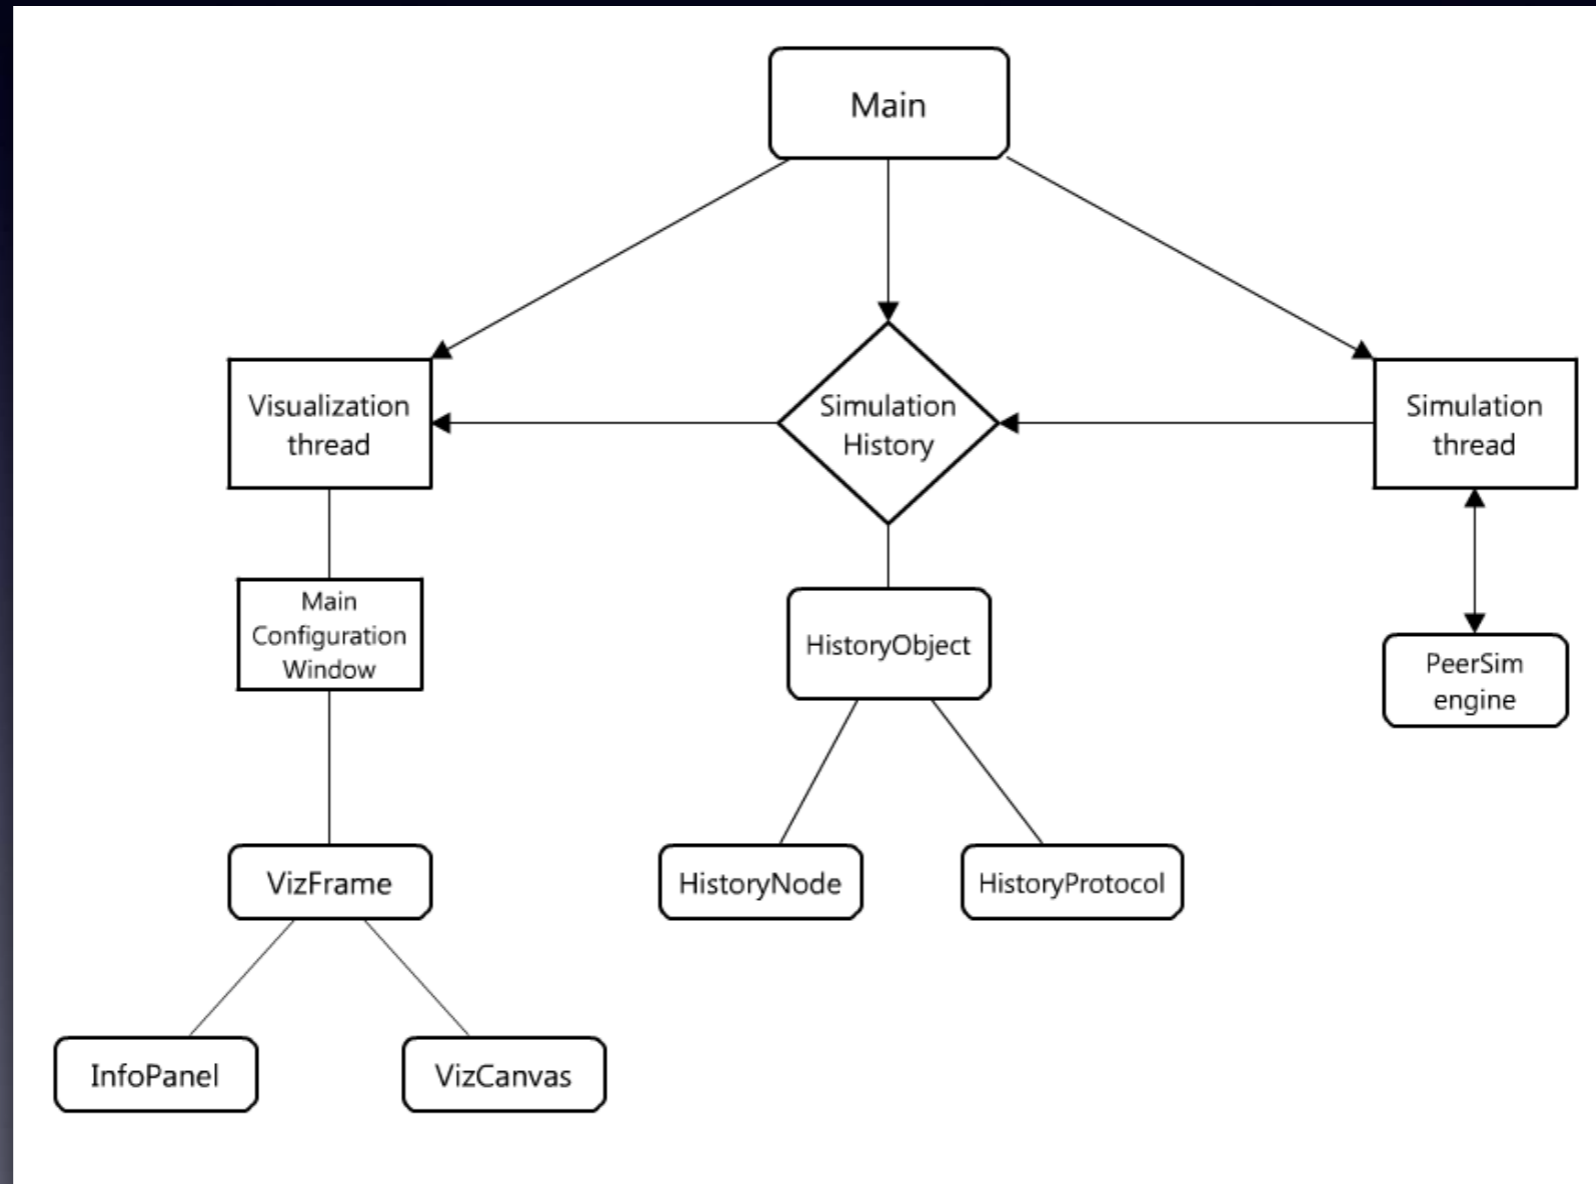 Main
Visualization
thread
Simulation
History
Simulation
thread
Main
Configuration
Window
HistoryObject
PeerSim
engine
VizFrame
HistoryNode
HistoryProtocol
InfoPanel
VizCanvas